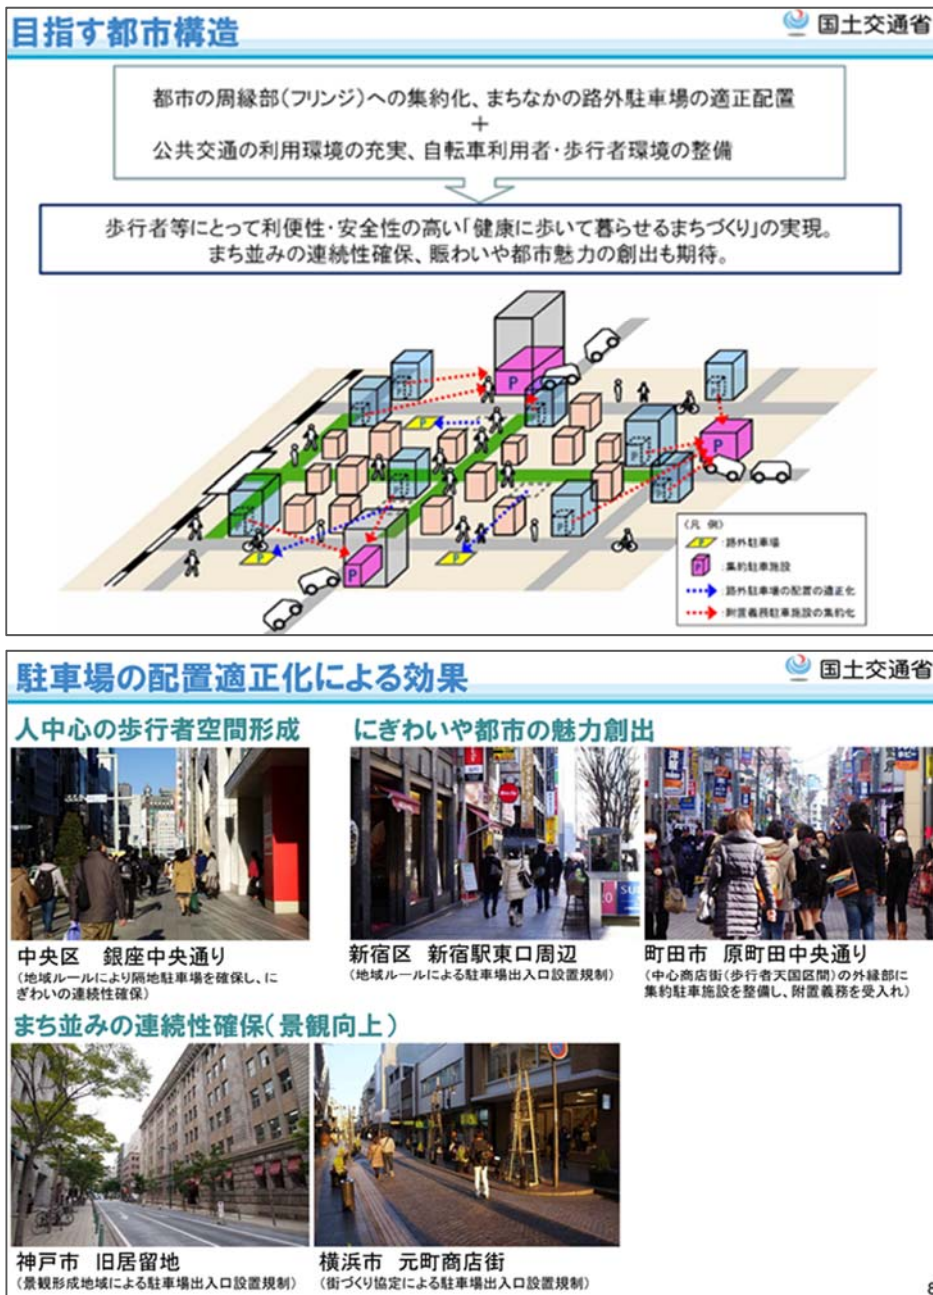 目指す都市構造
国土交通省
都市の周縁部（フリンジ）への集約化、まちなかの路外駐車場の適正配置
＋
公共交通の利用環境の充実、自転車利用者・歩行者環境の整備
歩行者等にとって利便性・安全性の高い「健康に歩いて暮らせるまちづくり」の実現。
まち並みの連続性確保、賑わいや都市魅力の創出も期待。
P
P
P
P
P
P
〈凡 例〉
P 路外駐車場
P 集約駐車施設
路外駐車場の配置の適正化
附置義務駐車施設の集約化
駐車場の配置適正化による効果
国土交通省
人中心の歩行者空間形成
にぎわいや都市の魅力創出
中央区 銀座中央通り
（地域ルールにより隔地駐車場を確保し、に
ぎわいの連続性確保）
新宿区 新宿駅東口周辺
（地域ルールによる駐車場出入口設置規制）
町田市 原町田中央通り
（中心商店街（歩行者天国区間）の外縁部に
集約駐車施設を整備し、附置義務を受入れ）
まち並みの連続性確保（景観向上）
神戸市 旧居留地
（景観形成地域による駐車場出入口設置規制）
横浜市 元町商店街
（街づくり協定による駐車場出入口設置規制）
8